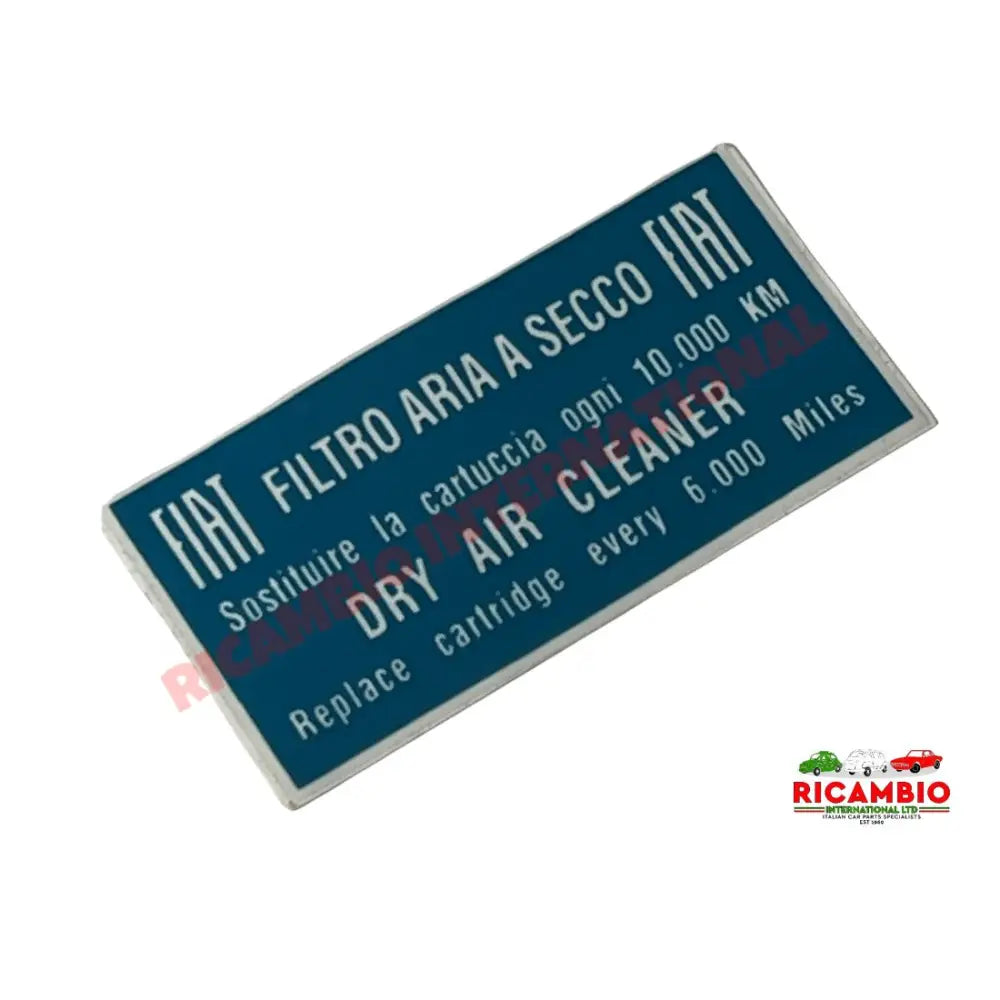 FIAT FILTRO ARIA A SECCO FIAT
Sostituire la cartuccia ogni 10.000 KM
DRY AIR CLEANER
Replace cartridge every 6.000 Miles
RICAMBIO INTERNATIONAL
RICAMBIO
INTERNATIONAL LTD
ITALIAN CAR PARTS SPECIALISTS